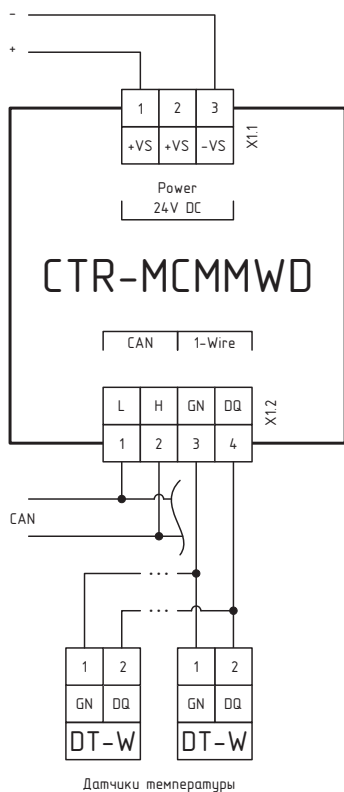 -
+
1 2 3
+VS +VS -VS
X1.1
Power
24V DC
CTR-MCMMWD
CAN 1-Wire
L H GN DQ
X1.2
1 2 3 4
CAN
...
...
1 2 1 2
GN DQ GN DQ
DT-W DT-W
Датчики температуры